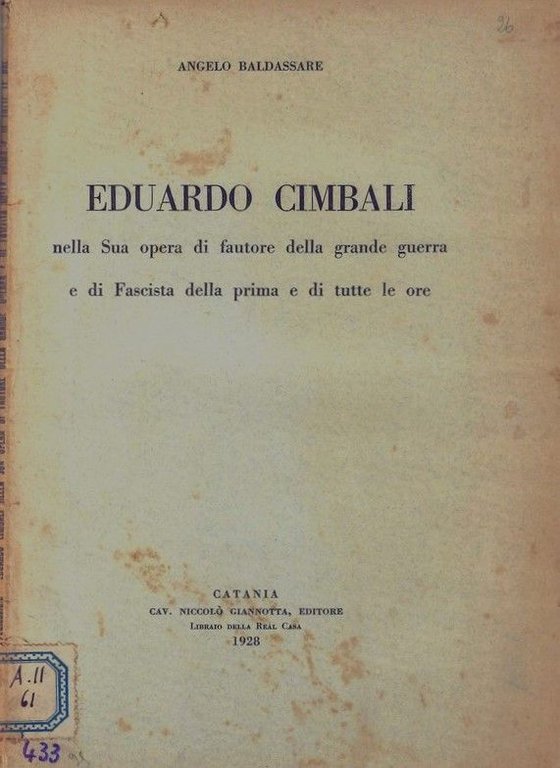 26
ANGELO BALDASSARE
EDUARDO CIMBALI
nella Sua opera di fautore della grande guerra
e di Fascista della prima e di tutte le ore
CATANIA
CAV. NICCOLÒ GIANNOTTA, EDITORE
LIBRAIO DELLA REAL CASA
1928
A.II
61
433